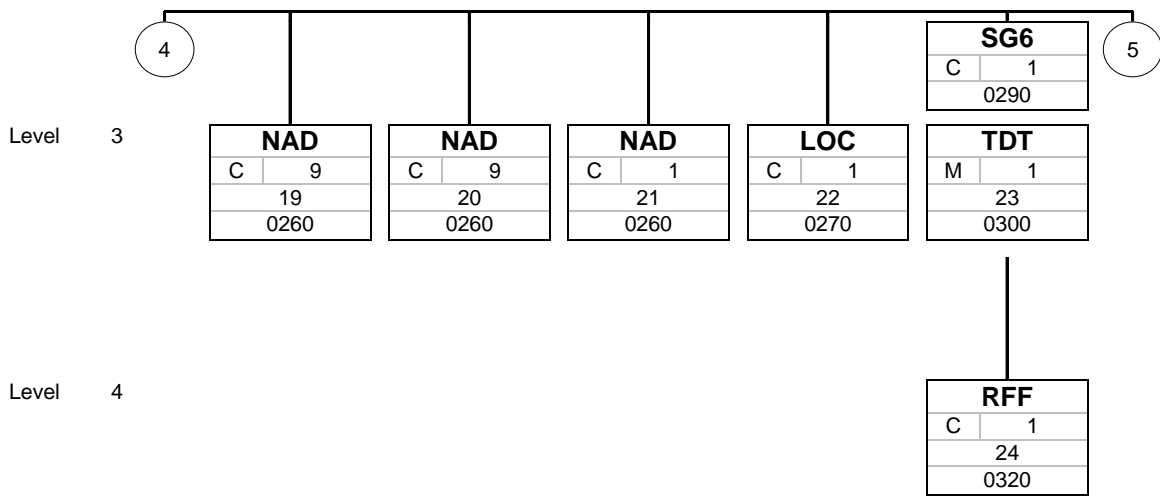 4
SG6
C 1
0290
5
Level 3
NAD
C 9
19
0260
NAD
C 9
20
0260
NAD
C 1
21
0260
LOC
C 1
22
0270
TDT
M 1
23
0300
Level 4
RFF
C 1
24
0320